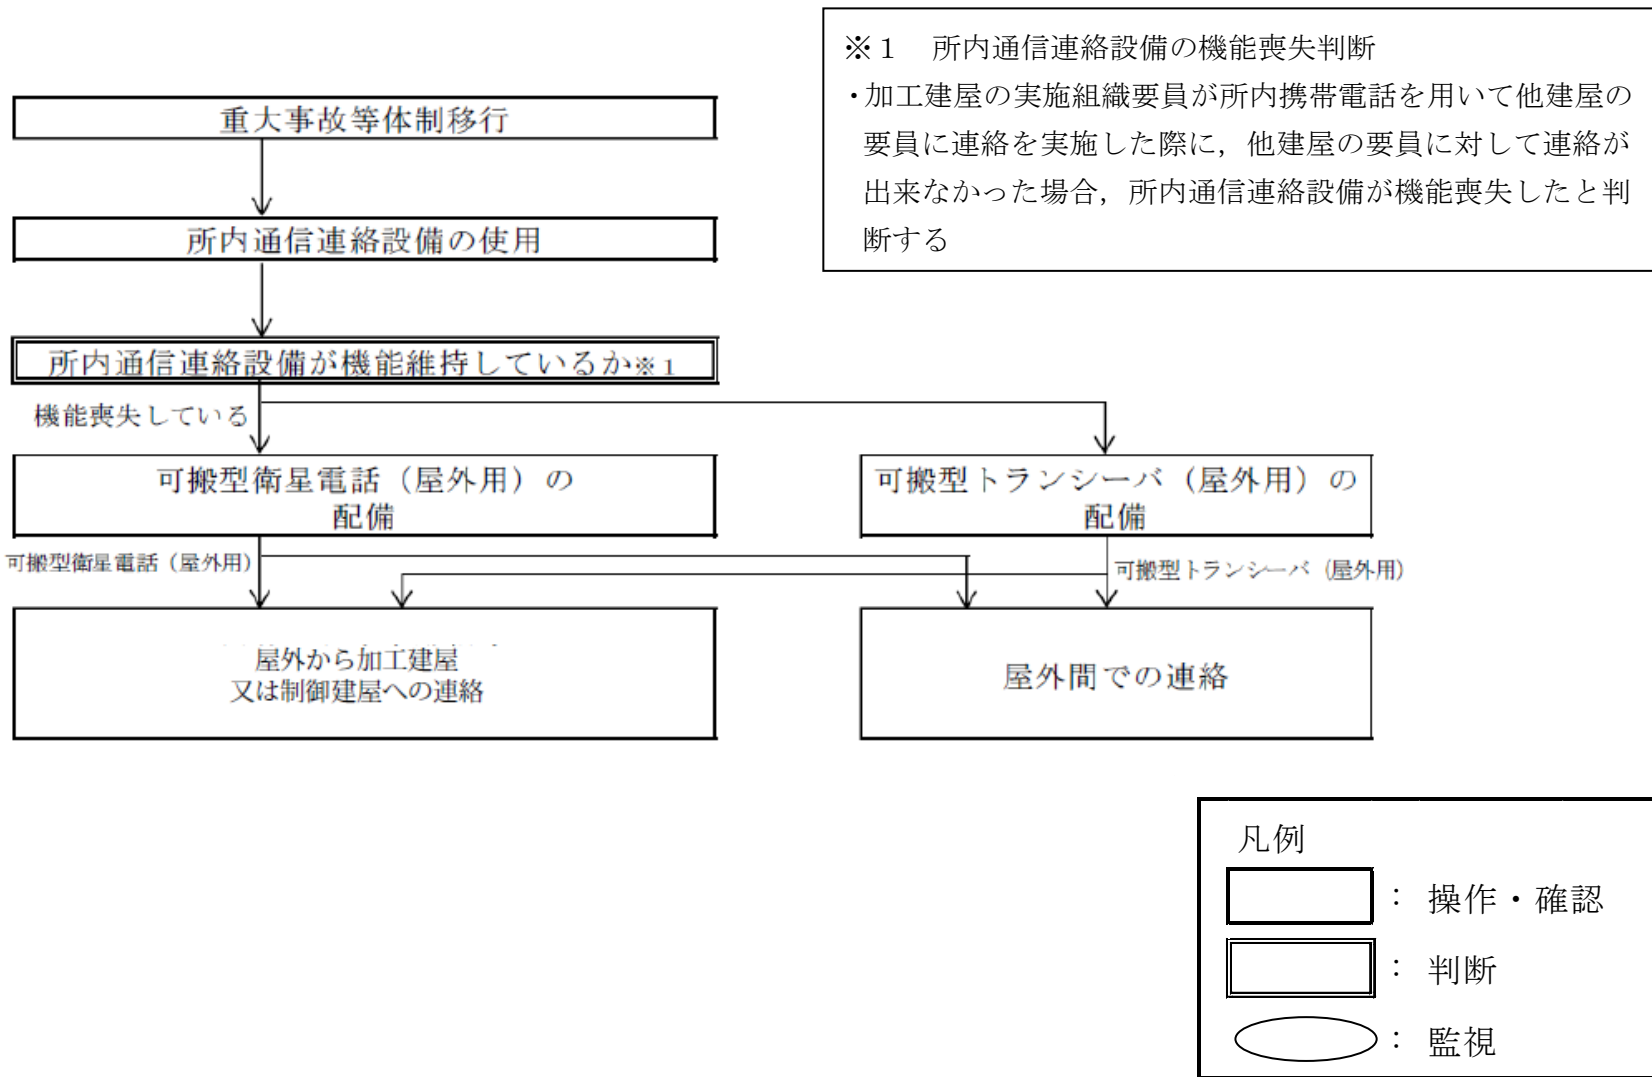 ※１　所内通信連絡設備の機能喪失判断
・加工建屋の実施組織要員が所内携帯電話を用いて他建屋の
要員に連絡を実施した際に，他建屋の要員に対して連絡が
出来なかった場合，所内通信連絡設備が機能喪失したと判
断する
重大事故等体制移行
所内通信連絡設備の使用
所内通信連絡設備が機能維持しているか※1
機能喪失している
可搬型衛星電話（屋外用）の
配備
可搬型トランシーバ（屋外用）の
配備
可搬型衛星電話（屋外用）
可搬型トランシーバ（屋外用）
屋外から加工建屋
又は制御建屋への連絡
屋外間での連絡
凡例
：操作・確認
：判断
：監視